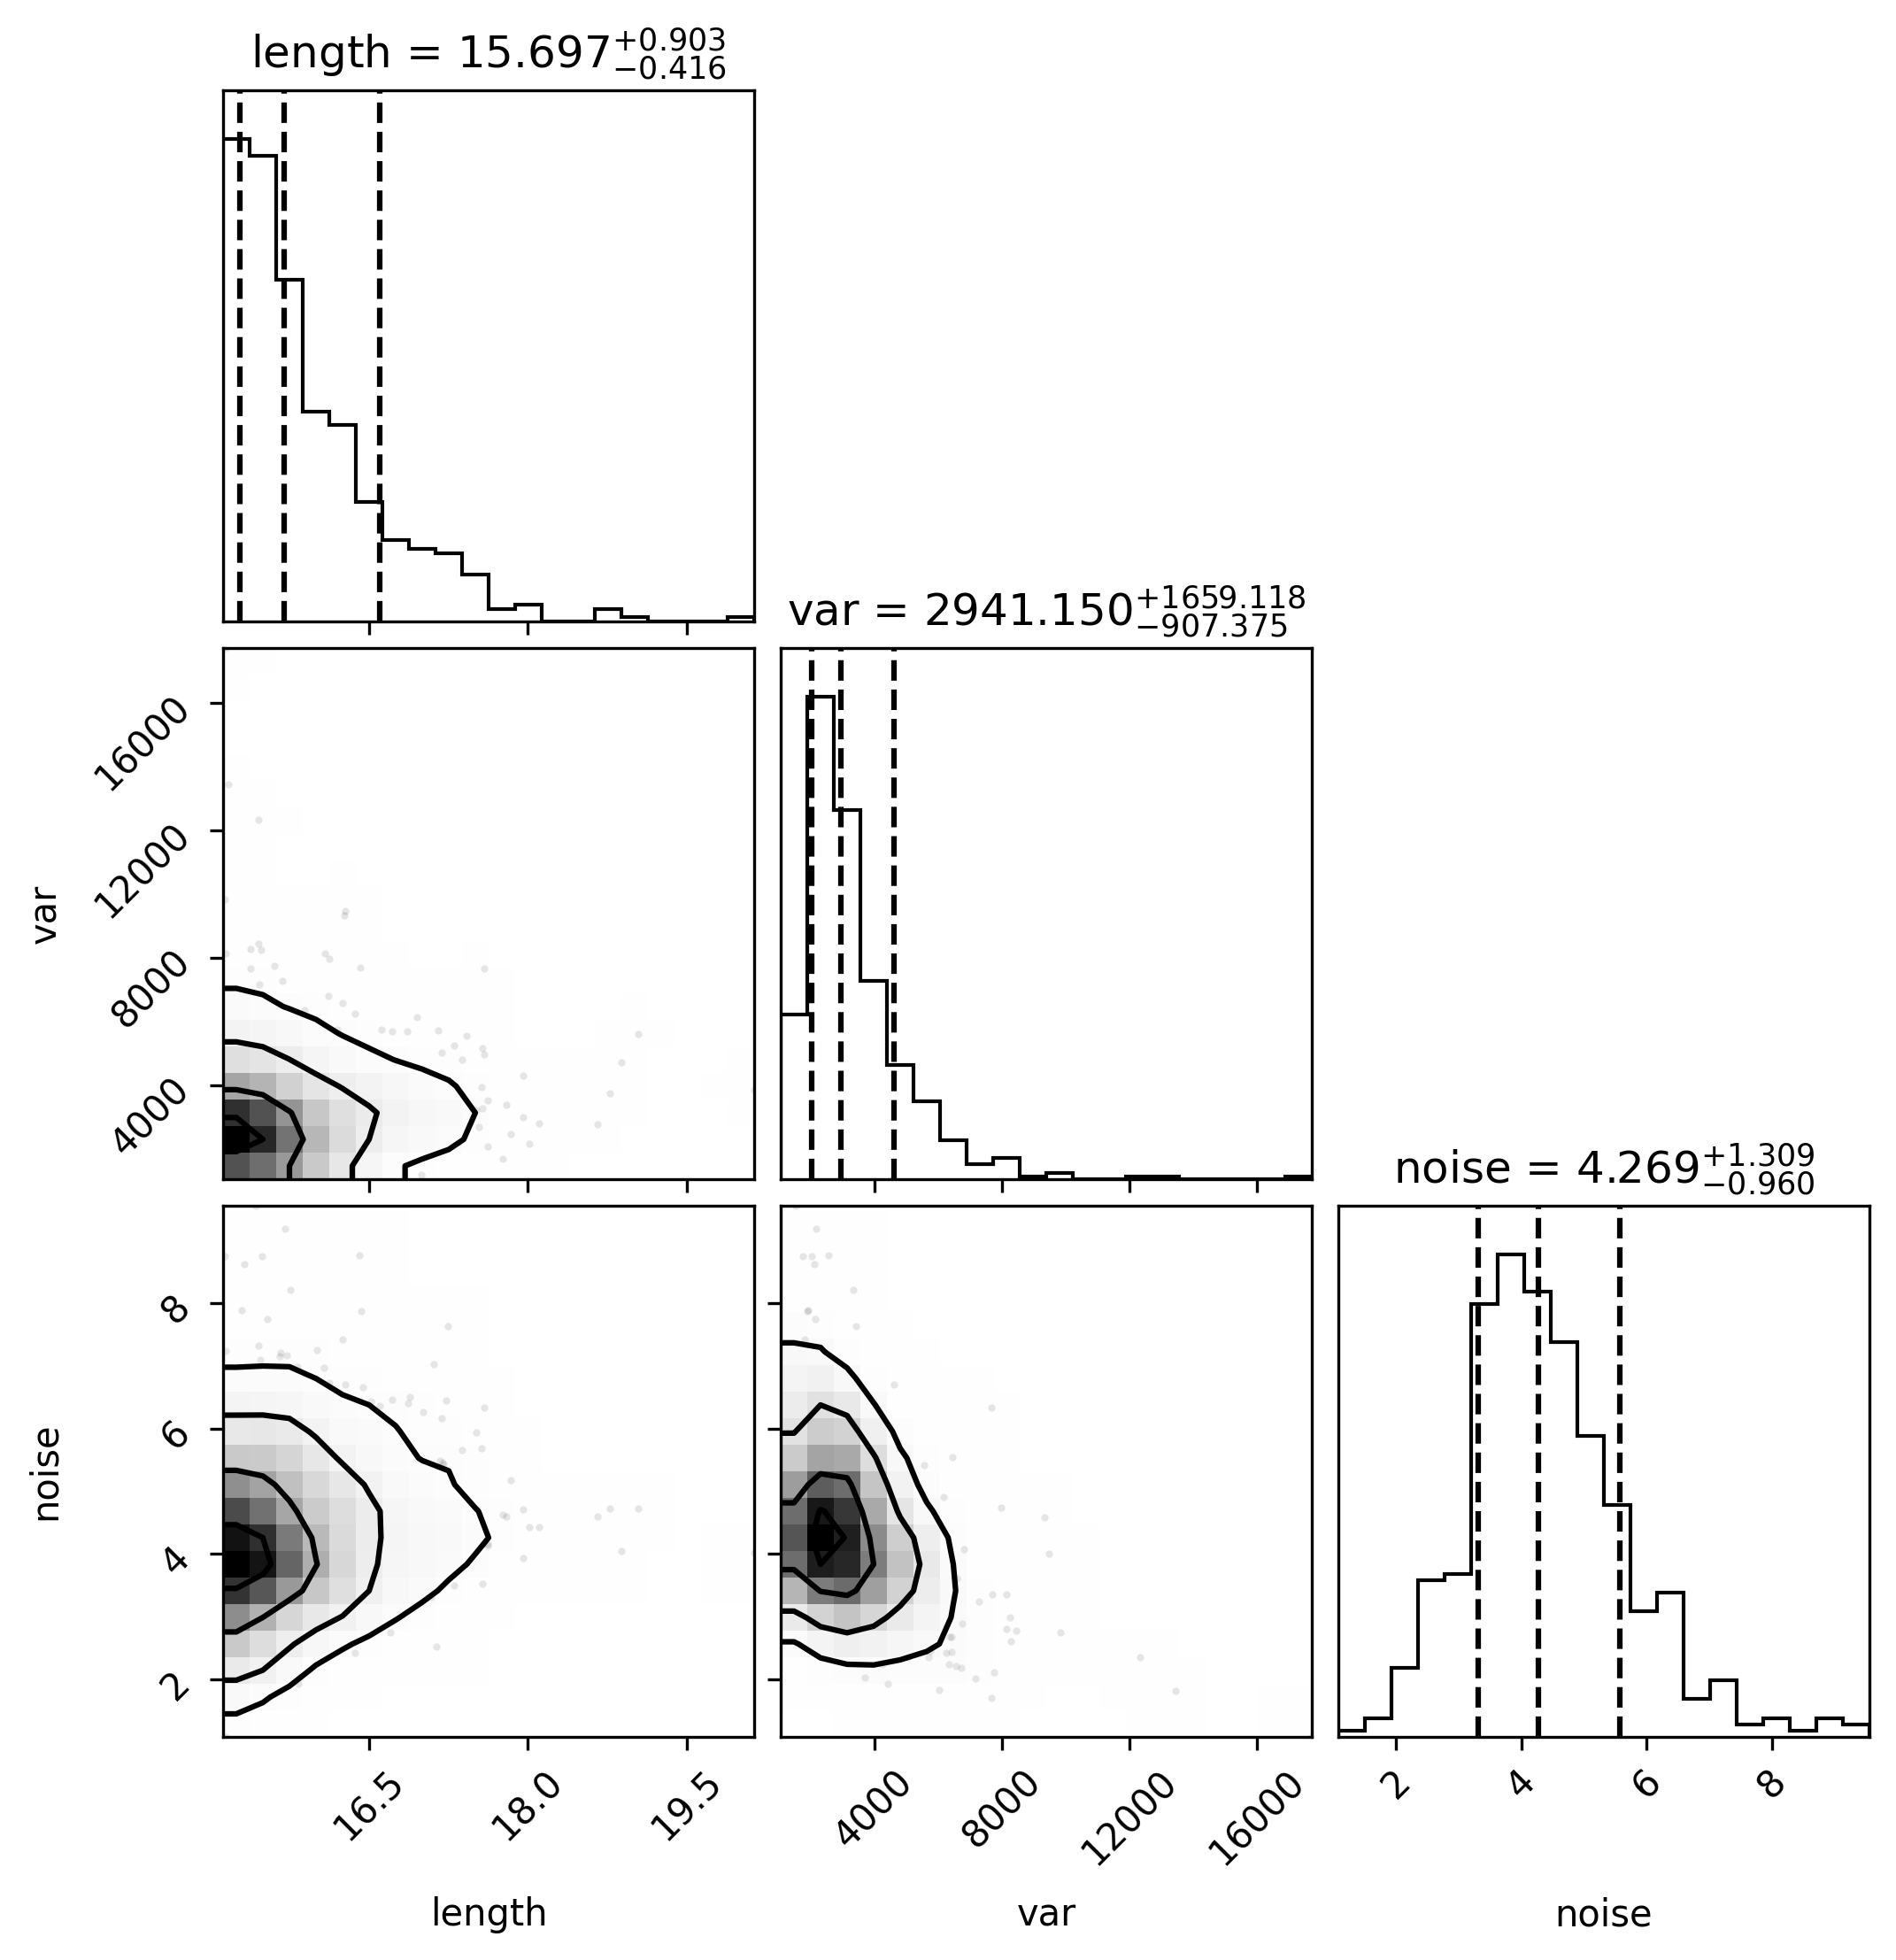 length = 15.697 +0.903 −0.416
var = 2941.150 +1659.118 −907.375
16000
12000
8000
4000
var
noise = 4.269 +1.309 −0.960
8
6
4
2
noise
16.5 18.0 19.5 4000 8000 12000 16000 2 4 6 8
length var noise